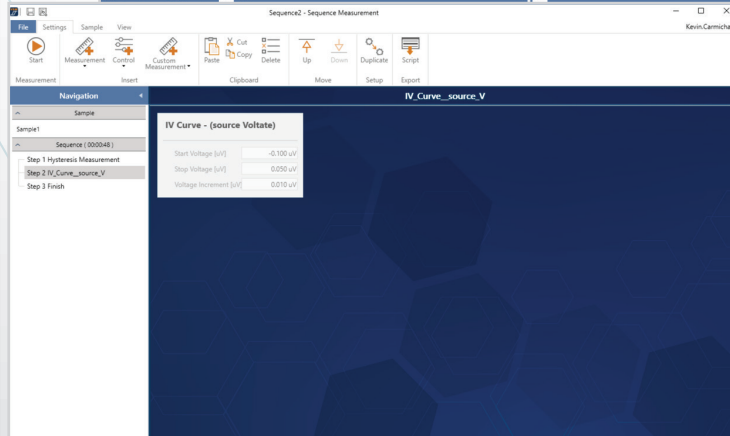 Sequence2 - Sequence Measurement
File Settings Sample View
Kevin.Carmicha
Start Measurement Control Custom Measurement Paste Cut Copy Delete Up Down Duplicate Script
Measurement Insert Clipboard Move Setup Export
Navigation
IV_Curve__source_V
Sample
Sample1
Sequence ( 00:00:48 )
Step 1 Hysteresis Measurement
Step 2 IV_Curve__source_V
Step 3 Finish
IV Curve - (source Voltate)
Start Voltage [uV] -0.100 uV
Stop Voltage [uV] 0.050 uV
Voltage Increment [uV] 0.010 uV